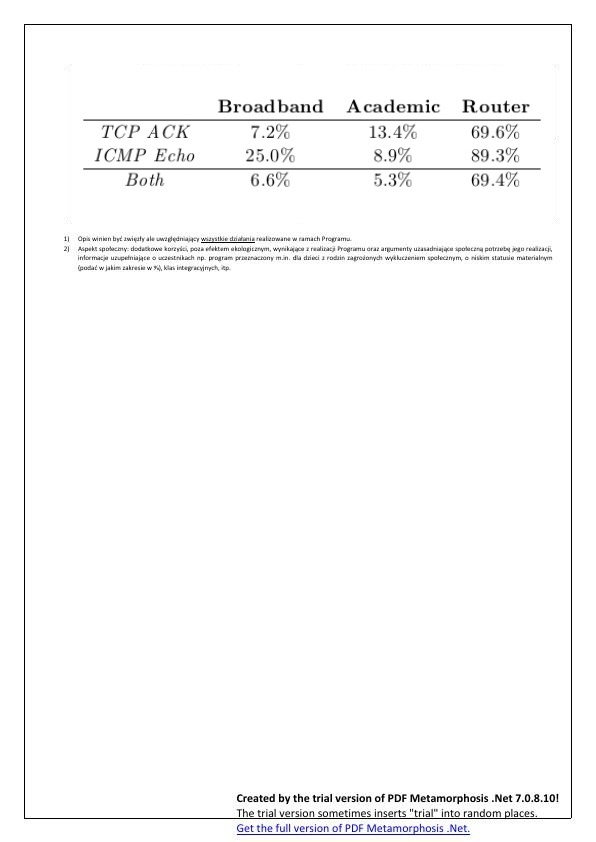 Broadband Academic Router
TCP ACK 7.2% 13.4% 69.6%
ICMP Echo 25.0% 8.9% 89.3%
Both 6.6% 5.3% 69.4%
1) Opis winien być zwięzły ale uwzględniający wszystkie działania realizowane w ramach Programu.
2) Aspekt społeczny: dodatkowe korzyści, poza efektem ekologicznym, wynikające z realizacji Programu oraz argumenty uzasadniające społeczną potrzebę jego realizacji,
informacje uzupełniające o uczestnikach np. program przeznaczony m.in. dla dzieci z rodzin zagrożonych wykluczeniem społecznym, o niskim statusie materialnym
(podać w jakim zakresie w %), klas integracyjnych, itp.
Created by the trial version of PDF Metamorphosis .Net 7.0.8.10!
The trial version sometimes inserts "trial" into random places.
Get the full version of PDF Metamorphosis .Net.